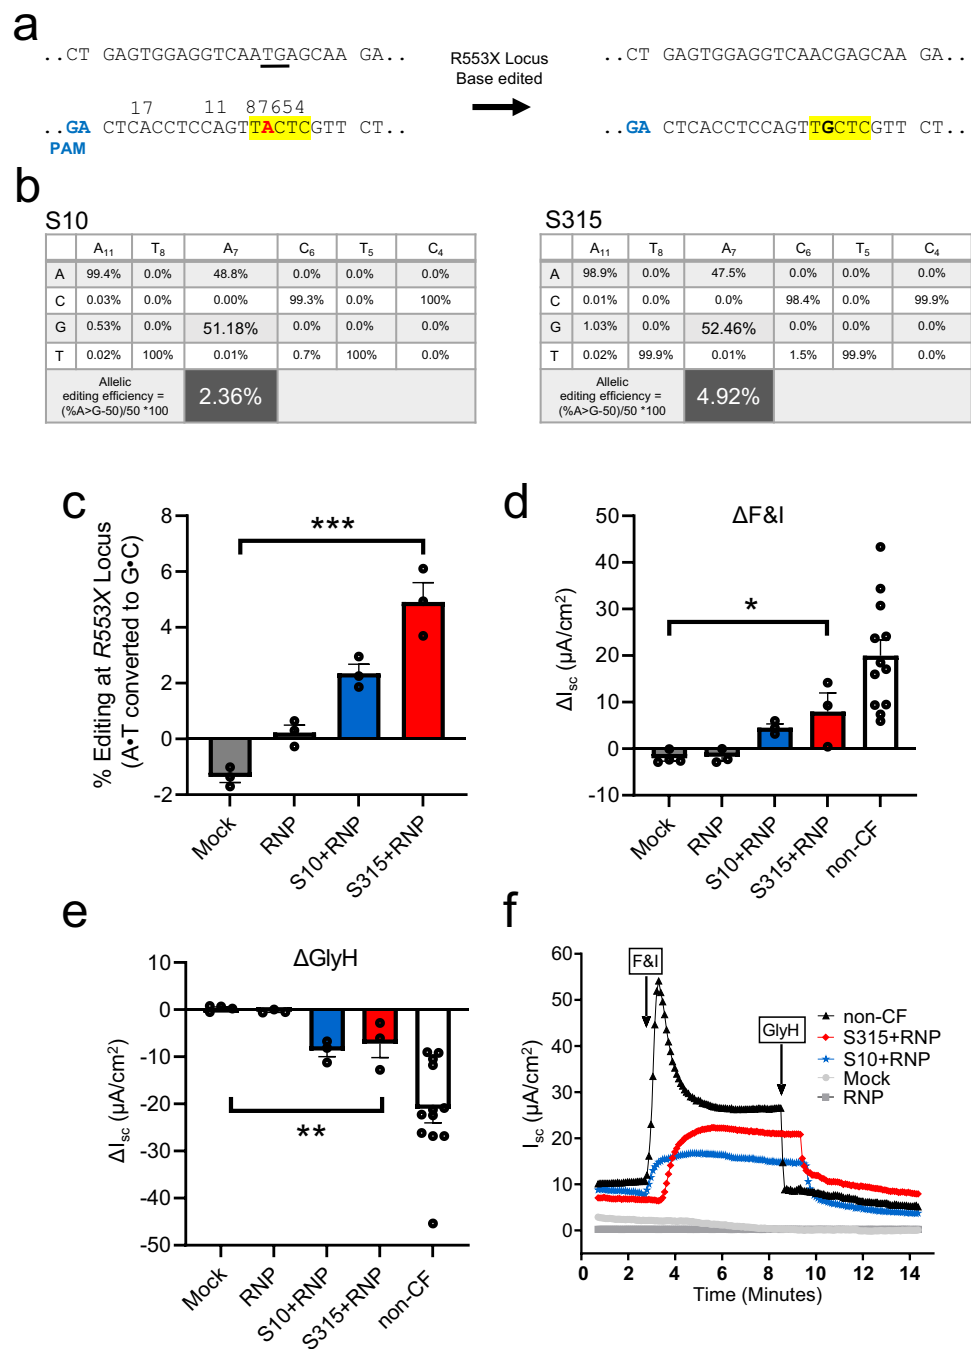 a
..CT GAGTGGAGGTCAATGAGCAA GA..
R553X Locus
Base edited
..CT GAGTGGAGGTCAACGAGCAA GA..
17 11 87654
..GA CTCACCTCCAGTTACTCGTT CT..
PAM
..GA CTCACCTCCAGTTGCTCGTT CT..
b
S10
A11 T8 A7 C6 T5 C4
A 99.4% 0.0% 48.8% 0.0% 0.0% 0.0%
C 0.03% 0.0% 0.00% 99.3% 0.0% 100%
G 0.53% 0.0% 51.18% 0.0% 0.0% 0.0%
T 0.02% 100% 0.01% 0.7% 100% 0.0%
Allelic
editing efficiency =
(%A>G-50)/50 *100
2.36%
S315
A11 T8 A7 C6 T5 C4
A 98.9% 0.0% 47.5% 0.0% 0.0% 0.0%
C 0.01% 0.0% 0.0% 98.4% 0.0% 99.9%
G 1.03% 0.0% 52.46% 0.0% 0.0% 0.0%
T 0.02% 99.9% 0.01% 1.5% 99.9% 0.0%
Allelic
editing efficiency =
(%A>G-50)/50 *100
4.92%
c
% Editing at R553X Locus
(A•T converted to G•C)
8
6
4
2
0
-2
***
Mock
RNP
S10+RNP
S315+RNP
d
ΔF&I
ΔIsc (µA/cm²)
50
40
30
20
10
0
-10
*
Mock
RNP
S10+RNP
S315+RNP
non-CF
e
ΔGlyH
ΔIsc (µA/cm²)
10
0
-10
-20
-30
-40
-50
**
Mock
RNP
S10+RNP
S315+RNP
non-CF
f
Isc (µA/cm²)
60
50
40
30
20
10
0
F&I
GlyH
non-CF
S315+RNP
S10+RNP
Mock
RNP
0 2 4 6 8 10 12 14
Time (Minutes)